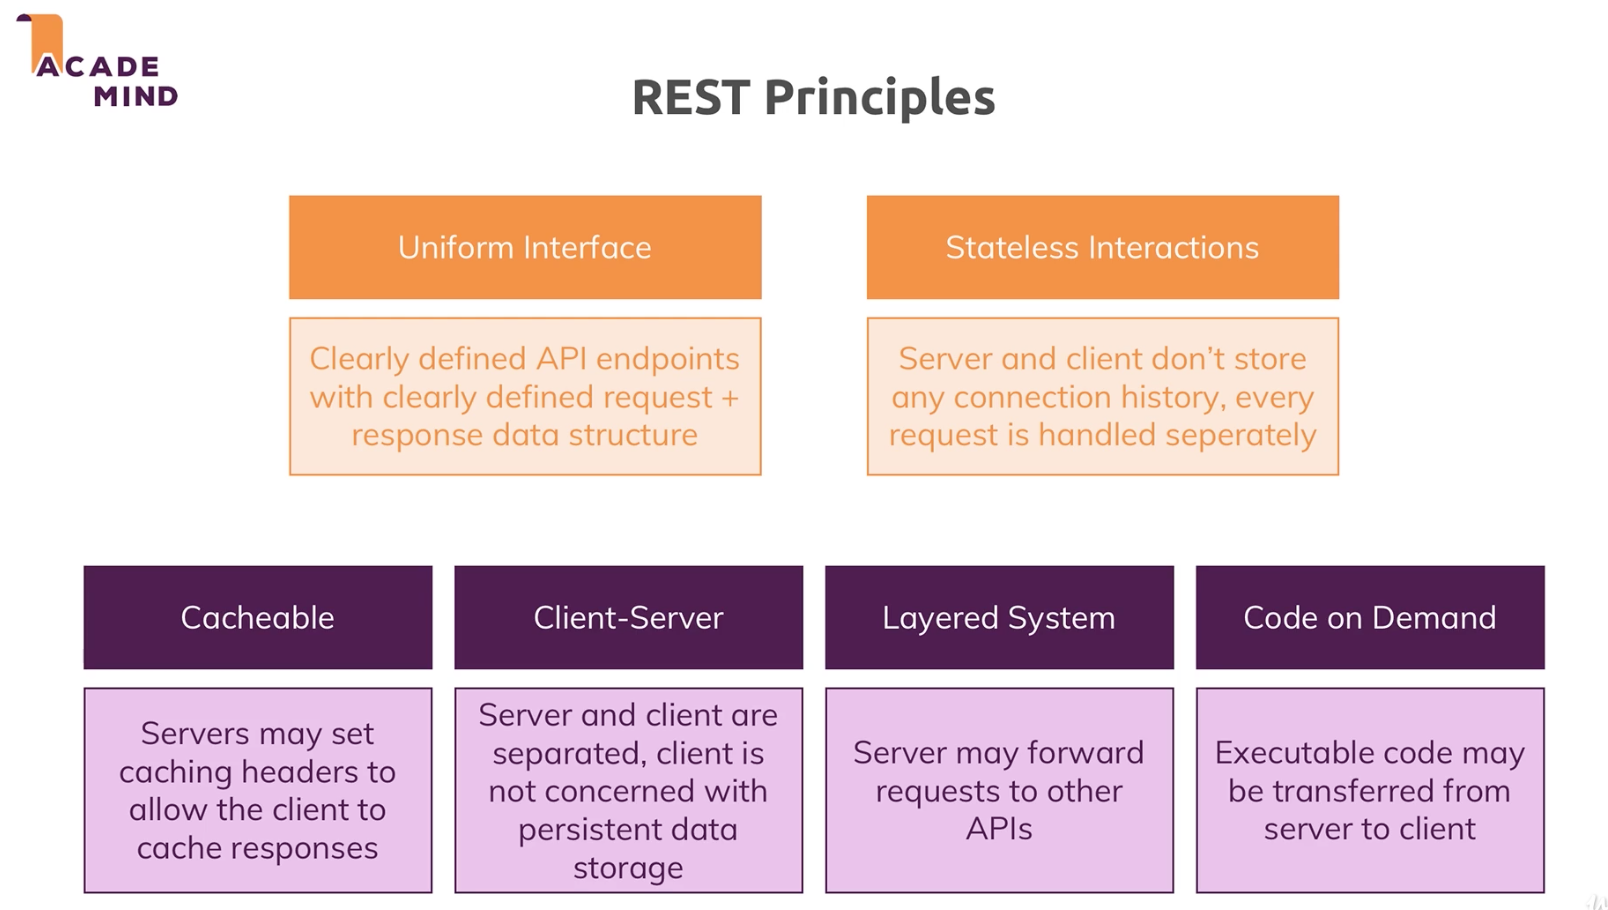 ACADE
MIND
REST Principles
Uniform Interface
Stateless Interactions
Clearly defined API endpoints
with clearly defined request +
response data structure
Server and client don’t store
any connection history, every
request is handled seperately
Cacheable
Client-Server
Layered System
Code on Demand
Servers may set
caching headers to
allow the client to
cache responses
Server and client are
separated, client is
not concerned with
persistent data
storage
Server may forward
requests to other
APIs
Executable code may
be transferred from
server to client